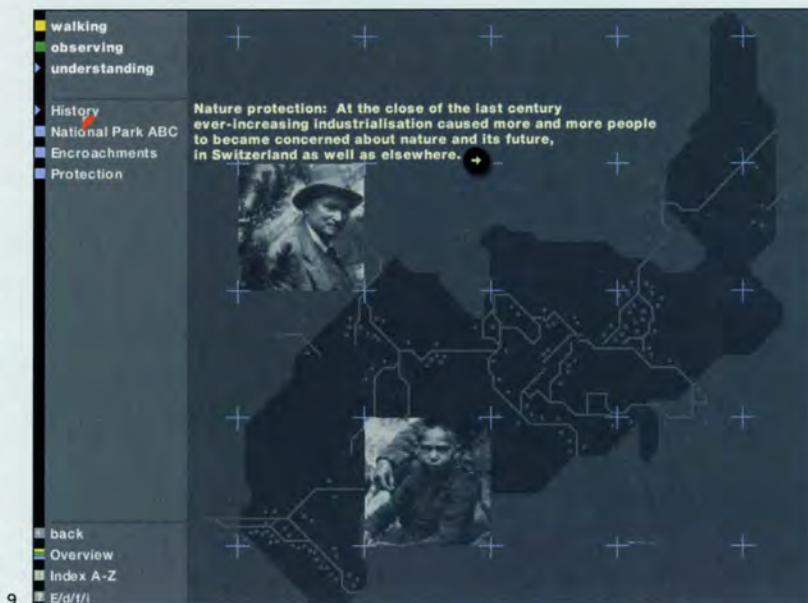 walking
observing
understanding
History
National Park ABC
Encroachments
Protection
Nature protection: At the close of the last century
ever-increasing industrialisation caused more and more people
to became concerned about nature and its future,
in Switzerland as well as elsewhere.
back
Overview
Index A-Z
E/d/f/i
9